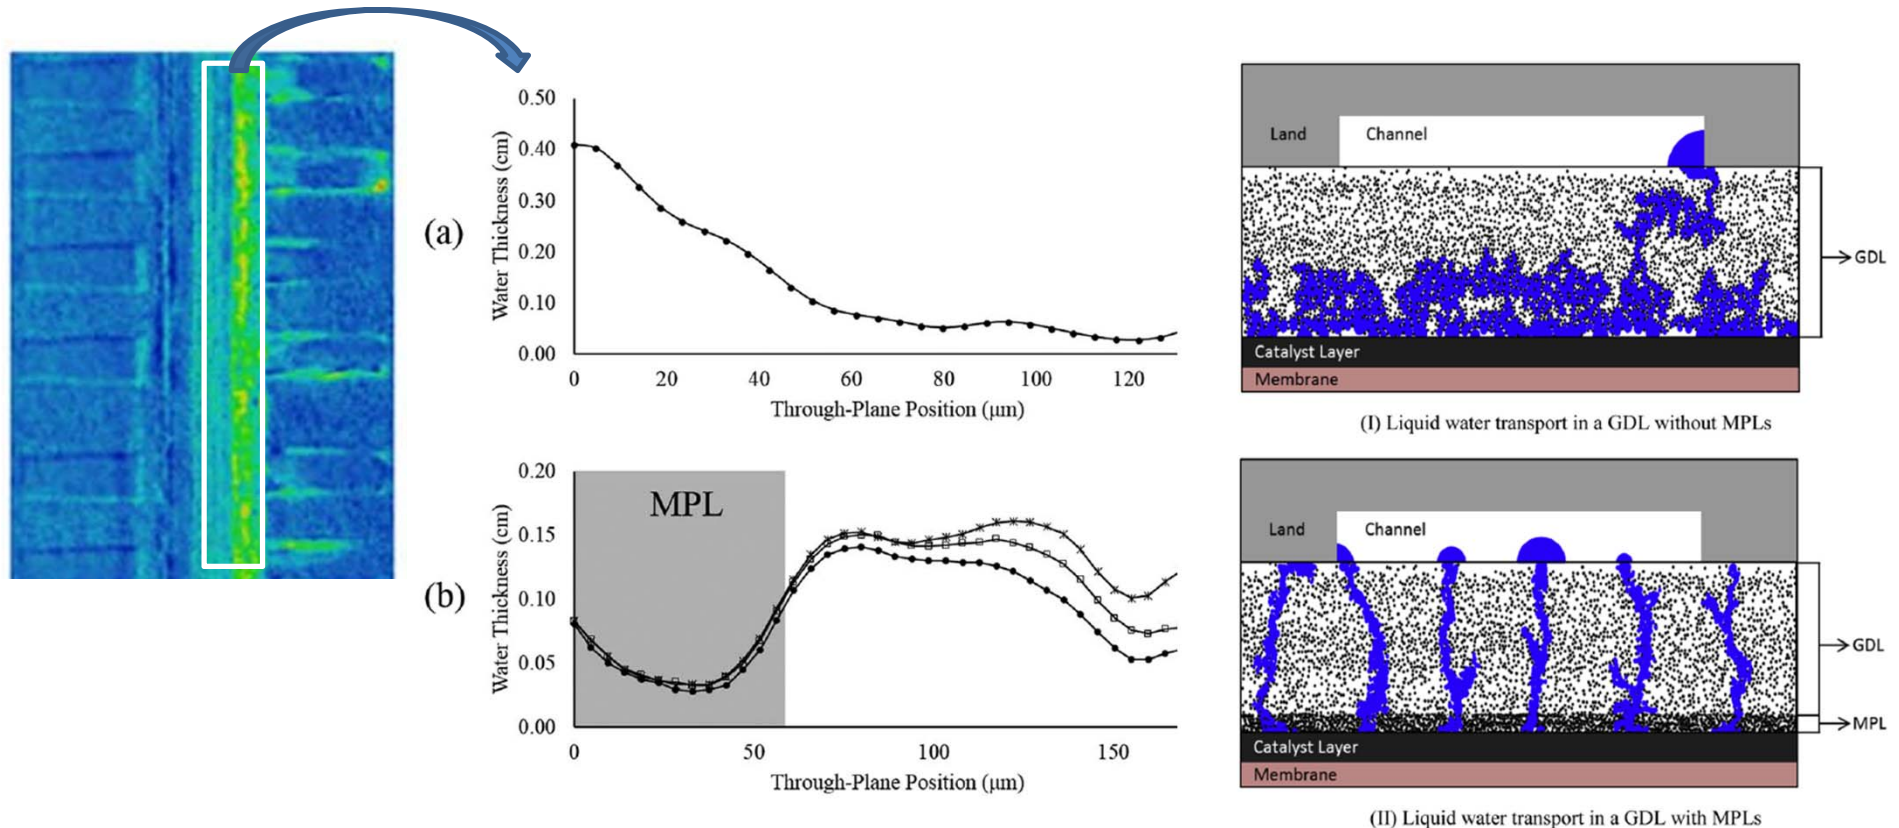 (a)
Water Thickness (cm)
0.50
0.40
0.30
0.20
0.10
0.00
0 20 40 60 80 100 120
Through-Plane Position (μm)
Land
Channel
GDL
Catalyst Layer
Membrane
(I) Liquid water transport in a GDL without MPLs
(b)
Water Thickness (cm)
0.20
0.15
0.10
0.05
0.00
MPL
0 50 100 150
Through-Plane Position (μm)
Land
Channel
GDL
MPL
Catalyst Layer
Membrane
(II) Liquid water transport in a GDL with MPLs